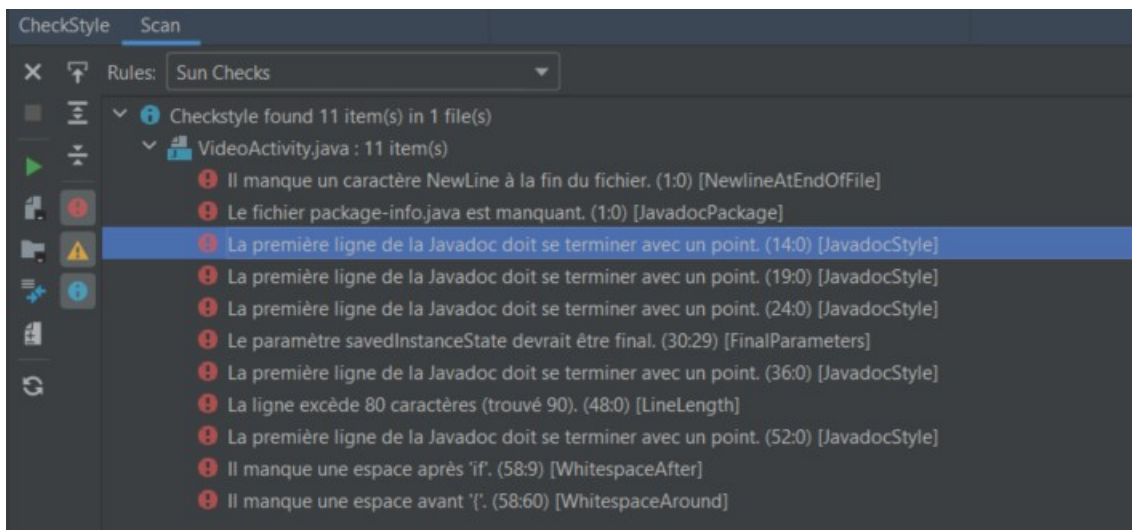 CheckStyle Scan
Rules: Sun Checks
Checkstyle found 11 item(s) in 1 file(s)
VideoActivity.java : 11 item(s)
Il manque un caractère NewLine à la fin du fichier. (1:0) [NewlineAtEndOfFile]
Le fichier package-info.java est manquant. (1:0) [JavadocPackage]
La première ligne de la Javadoc doit se terminer avec un point. (14:0) [JavadocStyle]
La première ligne de la Javadoc doit se terminer avec un point. (19:0) [JavadocStyle]
La première ligne de la Javadoc doit se terminer avec un point. (24:0) [JavadocStyle]
Le paramètre savedInstanceState devrait être final. (30:29) [FinalParameters]
La première ligne de la Javadoc doit se terminer avec un point. (36:0) [JavadocStyle]
La ligne excède 80 caractères (trouvé 90). (48:0) [LineLength]
La première ligne de la Javadoc doit se terminer avec un point. (52:0) [JavadocStyle]
Il manque une espace après 'if'. (58:9) [WhitespaceAfter]
Il manque une espace avant '{'. (58:60) [WhitespaceAround]